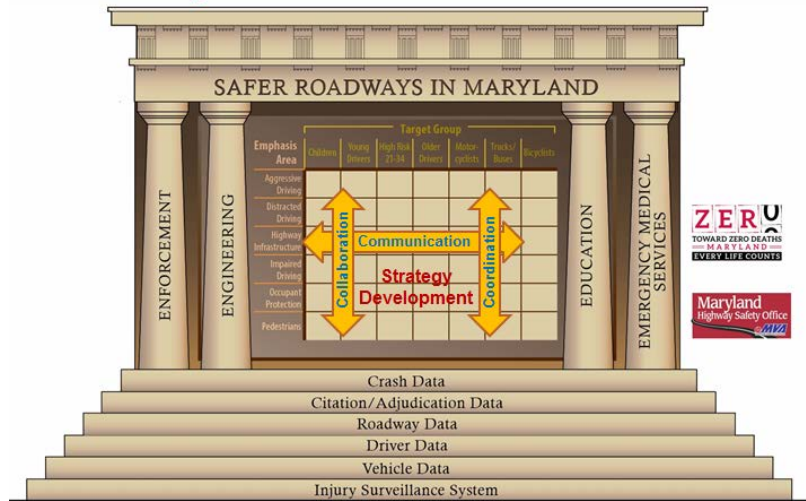 SAFER ROADWAYS IN MARYLAND
ENFORCEMENT
ENGINEERING
Target Group
Emphasis
Area
Children
Young
Drivers
High Risk
21-34
Older
Drivers
Motor-
cyclists
Trucks/
Buses
Bicyclists
Aggressive
Driving
Distracted
Driving
Highway
Infrastructure
Impaired
Driving
Occupant
Protection
Pedestrians
Collaboration
Communication
Coordination
Strategy
Development
EDUCATION
EMERGENCY MEDICAL
SERVICES
ZERO
TOWARD ZERO DEATHS
MARYLAND
EVERY LIFE COUNTS
Maryland
Highway Safety Office
MVA
Crash Data
Citation/Adjudication Data
Roadway Data
Driver Data
Vehicle Data
Injury Surveillance System